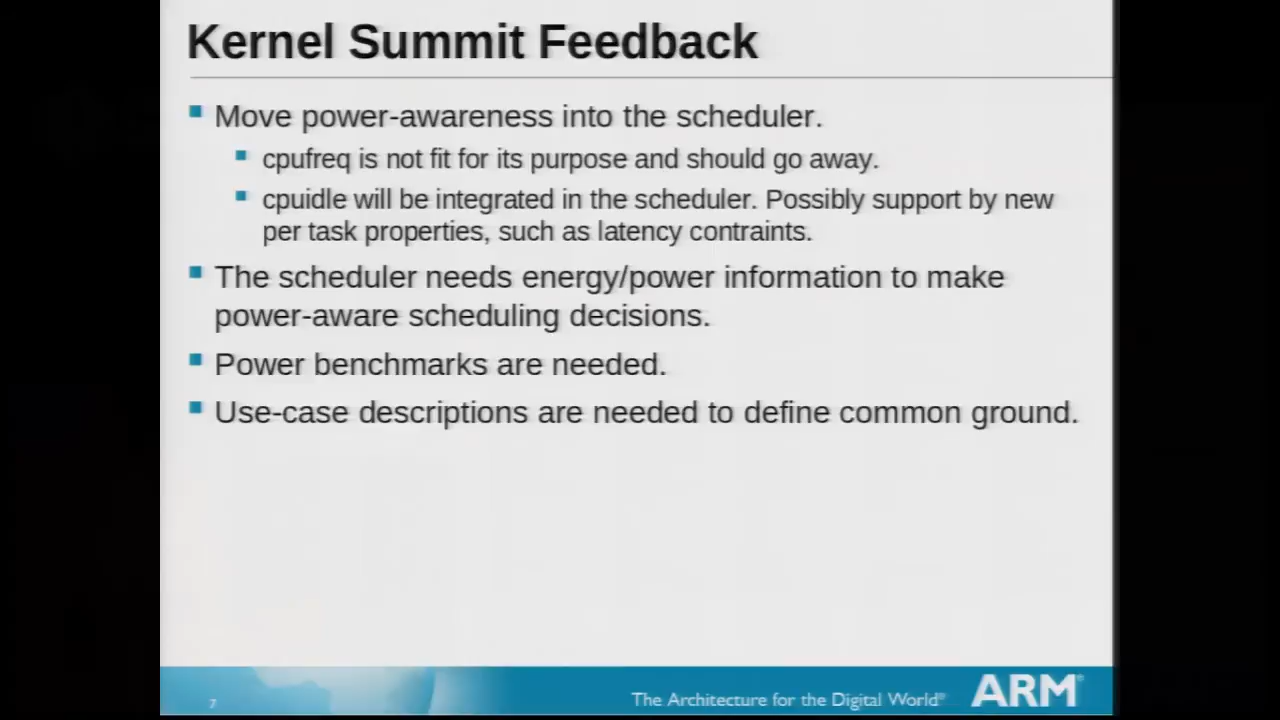 Kernel Summit Feedback
Move power-awareness into the scheduler.
cpufreq is not fit for its purpose and should go away.
cpuidle will be integrated in the scheduler. Possibly support by new
per task properties, such as latency contraints.
The scheduler needs energy/power information to make
power-aware scheduling decisions.
Power benchmarks are needed.
Use-case descriptions are needed to define common ground.
7
The Architecture for the Digital World®
ARM®